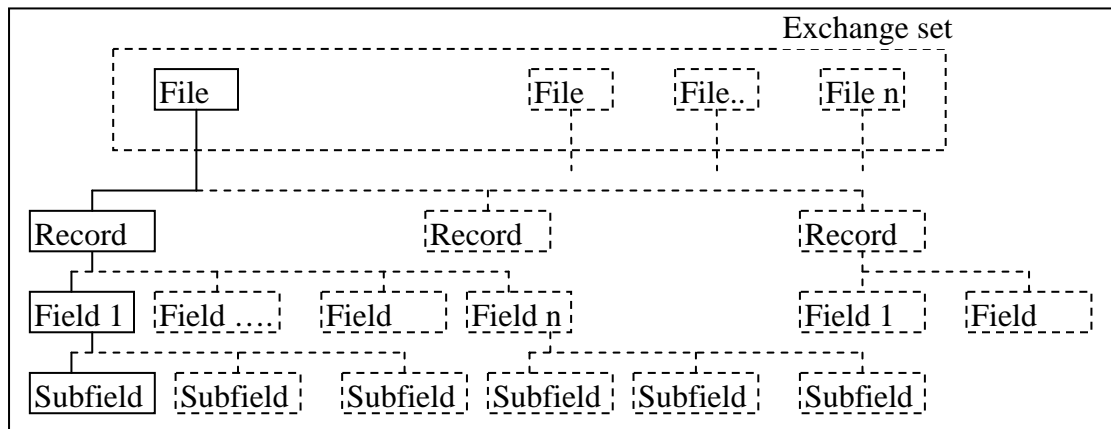 Exchange set
File File File.. File n
Record Record Record
Field 1 Field …. Field Field n Field 1 Field
Subfield Subfield Subfield Subfield Subfield Subfield